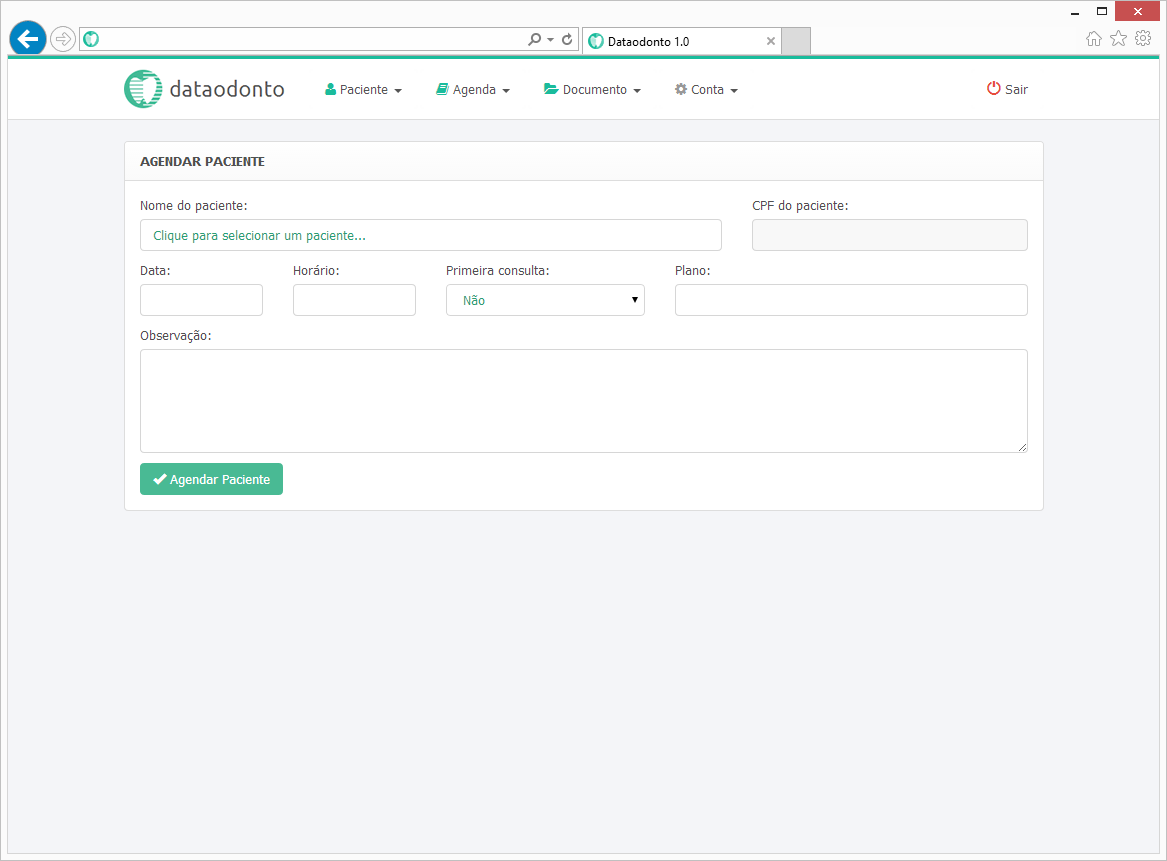 Dataodonto 1.0
dataodonto Paciente Agenda Documento Conta Sair
AGENDAR PACIENTE
Nome do paciente: CPF do paciente:
Clique para selecionar um paciente...
Data: Horário: Primeira consulta: Plano:
Não
Observação:
Agendar Paciente